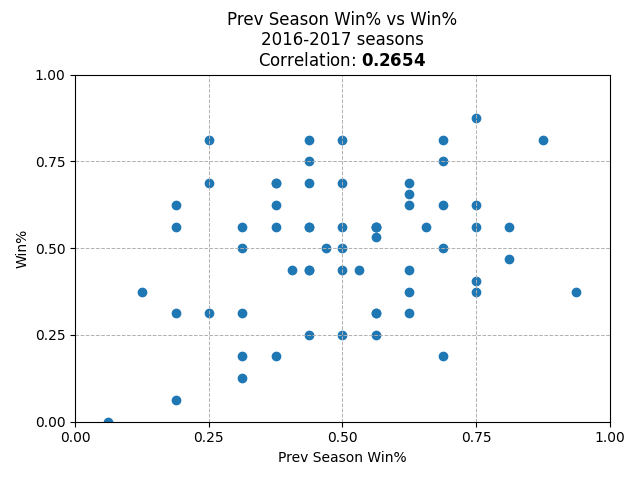 Prev Season Win% vs Win%
2016-2017 seasons
Correlation: 0.2654
1.00
0.75
0.50
0.25
0.00
Win%
0.00 0.25 0.50 0.75 1.00
Prev Season Win%